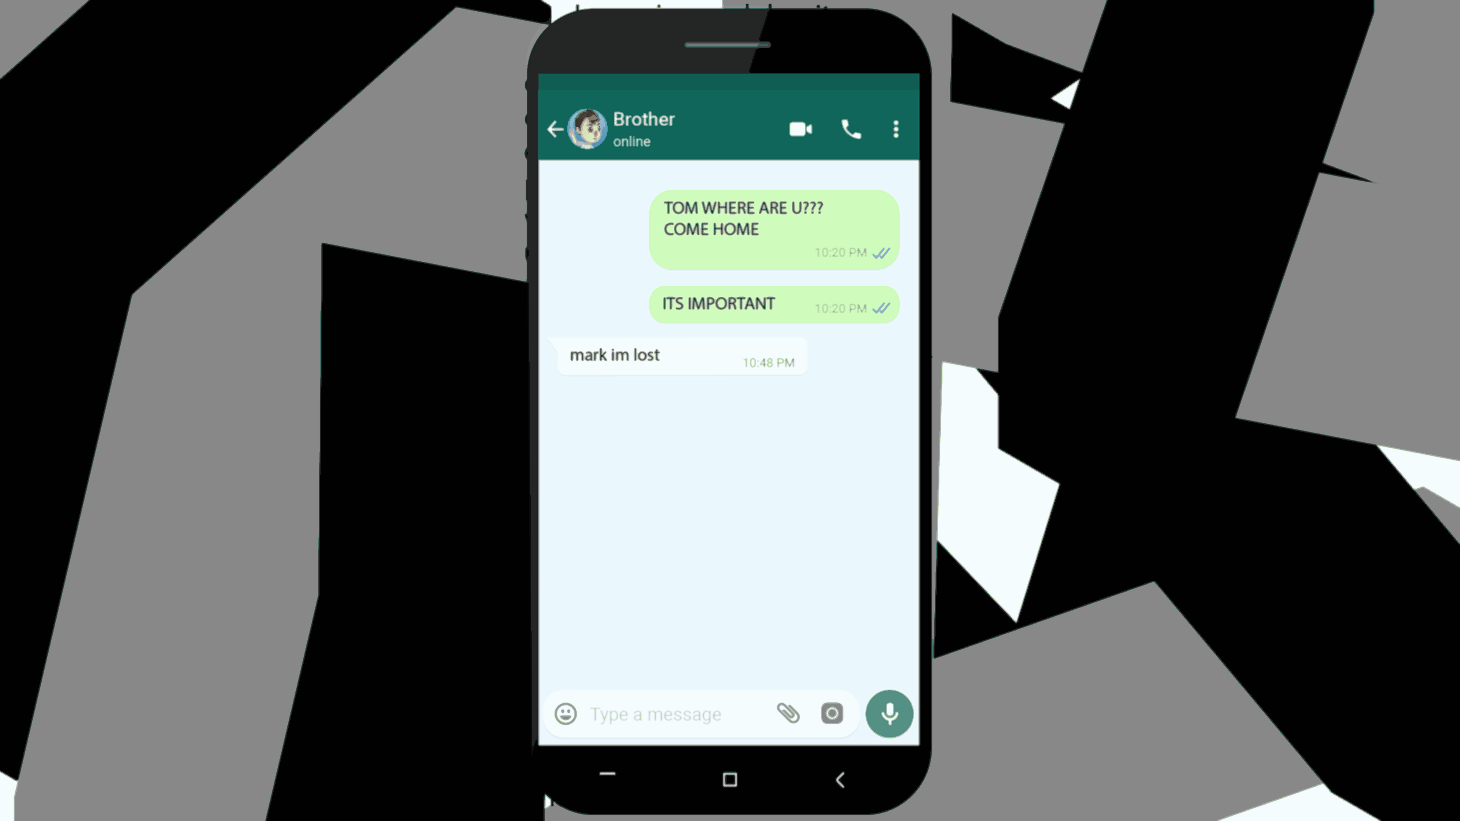 Brother
online
TOM WHERE ARE U???
COME HOME
10:20 PM
ITS IMPORTANT
10:20 PM
mark im lost
10:48 PM
Type a message